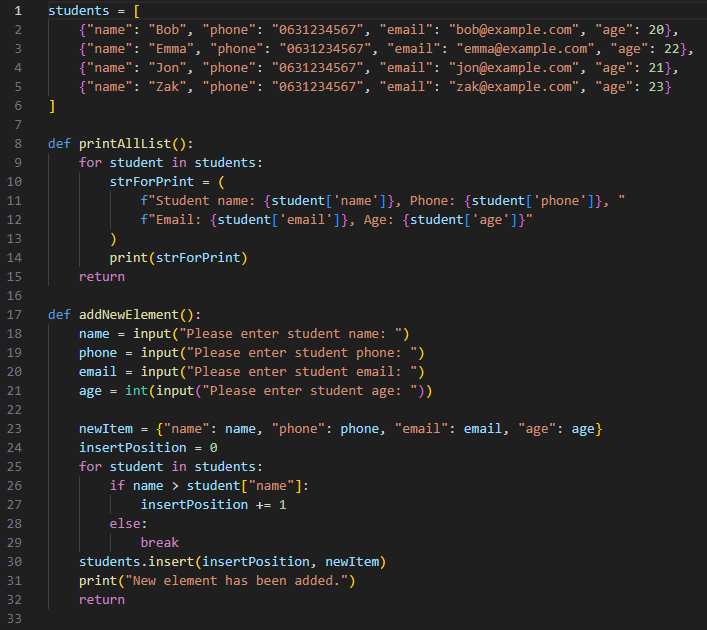 1 students = [
2     {"name": "Bob", "phone": "0631234567", "email": "bob@example.com", "age": 20},
3     {"name": "Emma", "phone": "0631234567", "email": "emma@example.com", "age": 22},
4     {"name": "Jon", "phone": "0631234567", "email": "jon@example.com", "age": 21},
5     {"name": "Zak", "phone": "0631234567", "email": "zak@example.com", "age": 23}
6 ]
7
8 def printAllList():
9     for student in students:
10         strForPrint = (
11             f"Student name: {student['name']}, Phone: {student['phone']}, "
12             f"Email: {student['email']}, Age: {student['age']}"
13         )
14         print(strForPrint)
15     return
16
17 def addNewElement():
18     name = input("Please enter student name: ")
19     phone = input("Please enter student phone: ")
20     email = input("Please enter student email: ")
21     age = int(input("Please enter student age: "))
22
23     newItem = {"name": name, "phone": phone, "email": email, "age": age}
24     insertPosition = 0
25     for student in students:
26         if name > student["name"]:
27             insertPosition += 1
28         else:
29             break
30     students.insert(insertPosition, newItem)
31     print("New element has been added.")
32     return
33